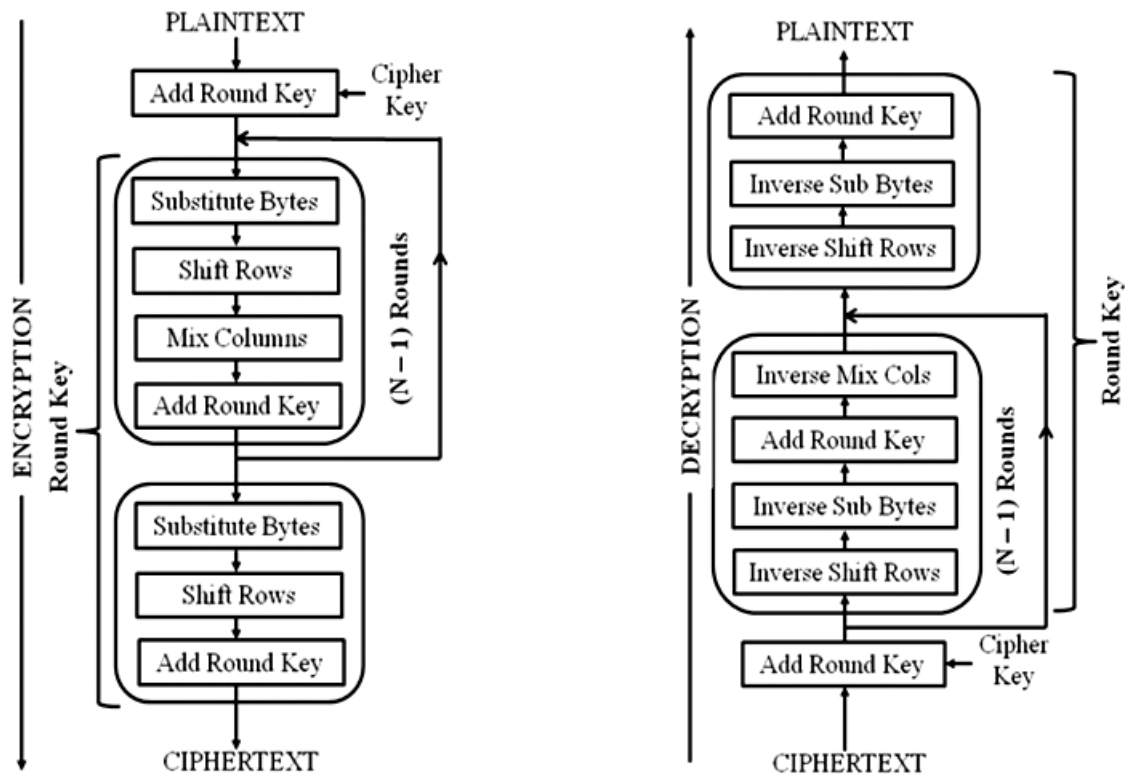 PLAINTEXT
Add Round Key
Cipher
Key
Substitute Bytes
Shift Rows
Mix Columns
Add Round Key
(N – 1) Rounds
ENCRYPTION
Round Key
Substitute Bytes
Shift Rows
Add Round Key
CIPHERTEXT
PLAINTEXT
Add Round Key
Inverse Sub Bytes
Inverse Shift Rows
DECRYPTION
Round Key
Inverse Mix Cols
Add Round Key
Inverse Sub Bytes
Inverse Shift Rows
(N – 1) Rounds
Add Round Key
Cipher
Key
CIPHERTEXT